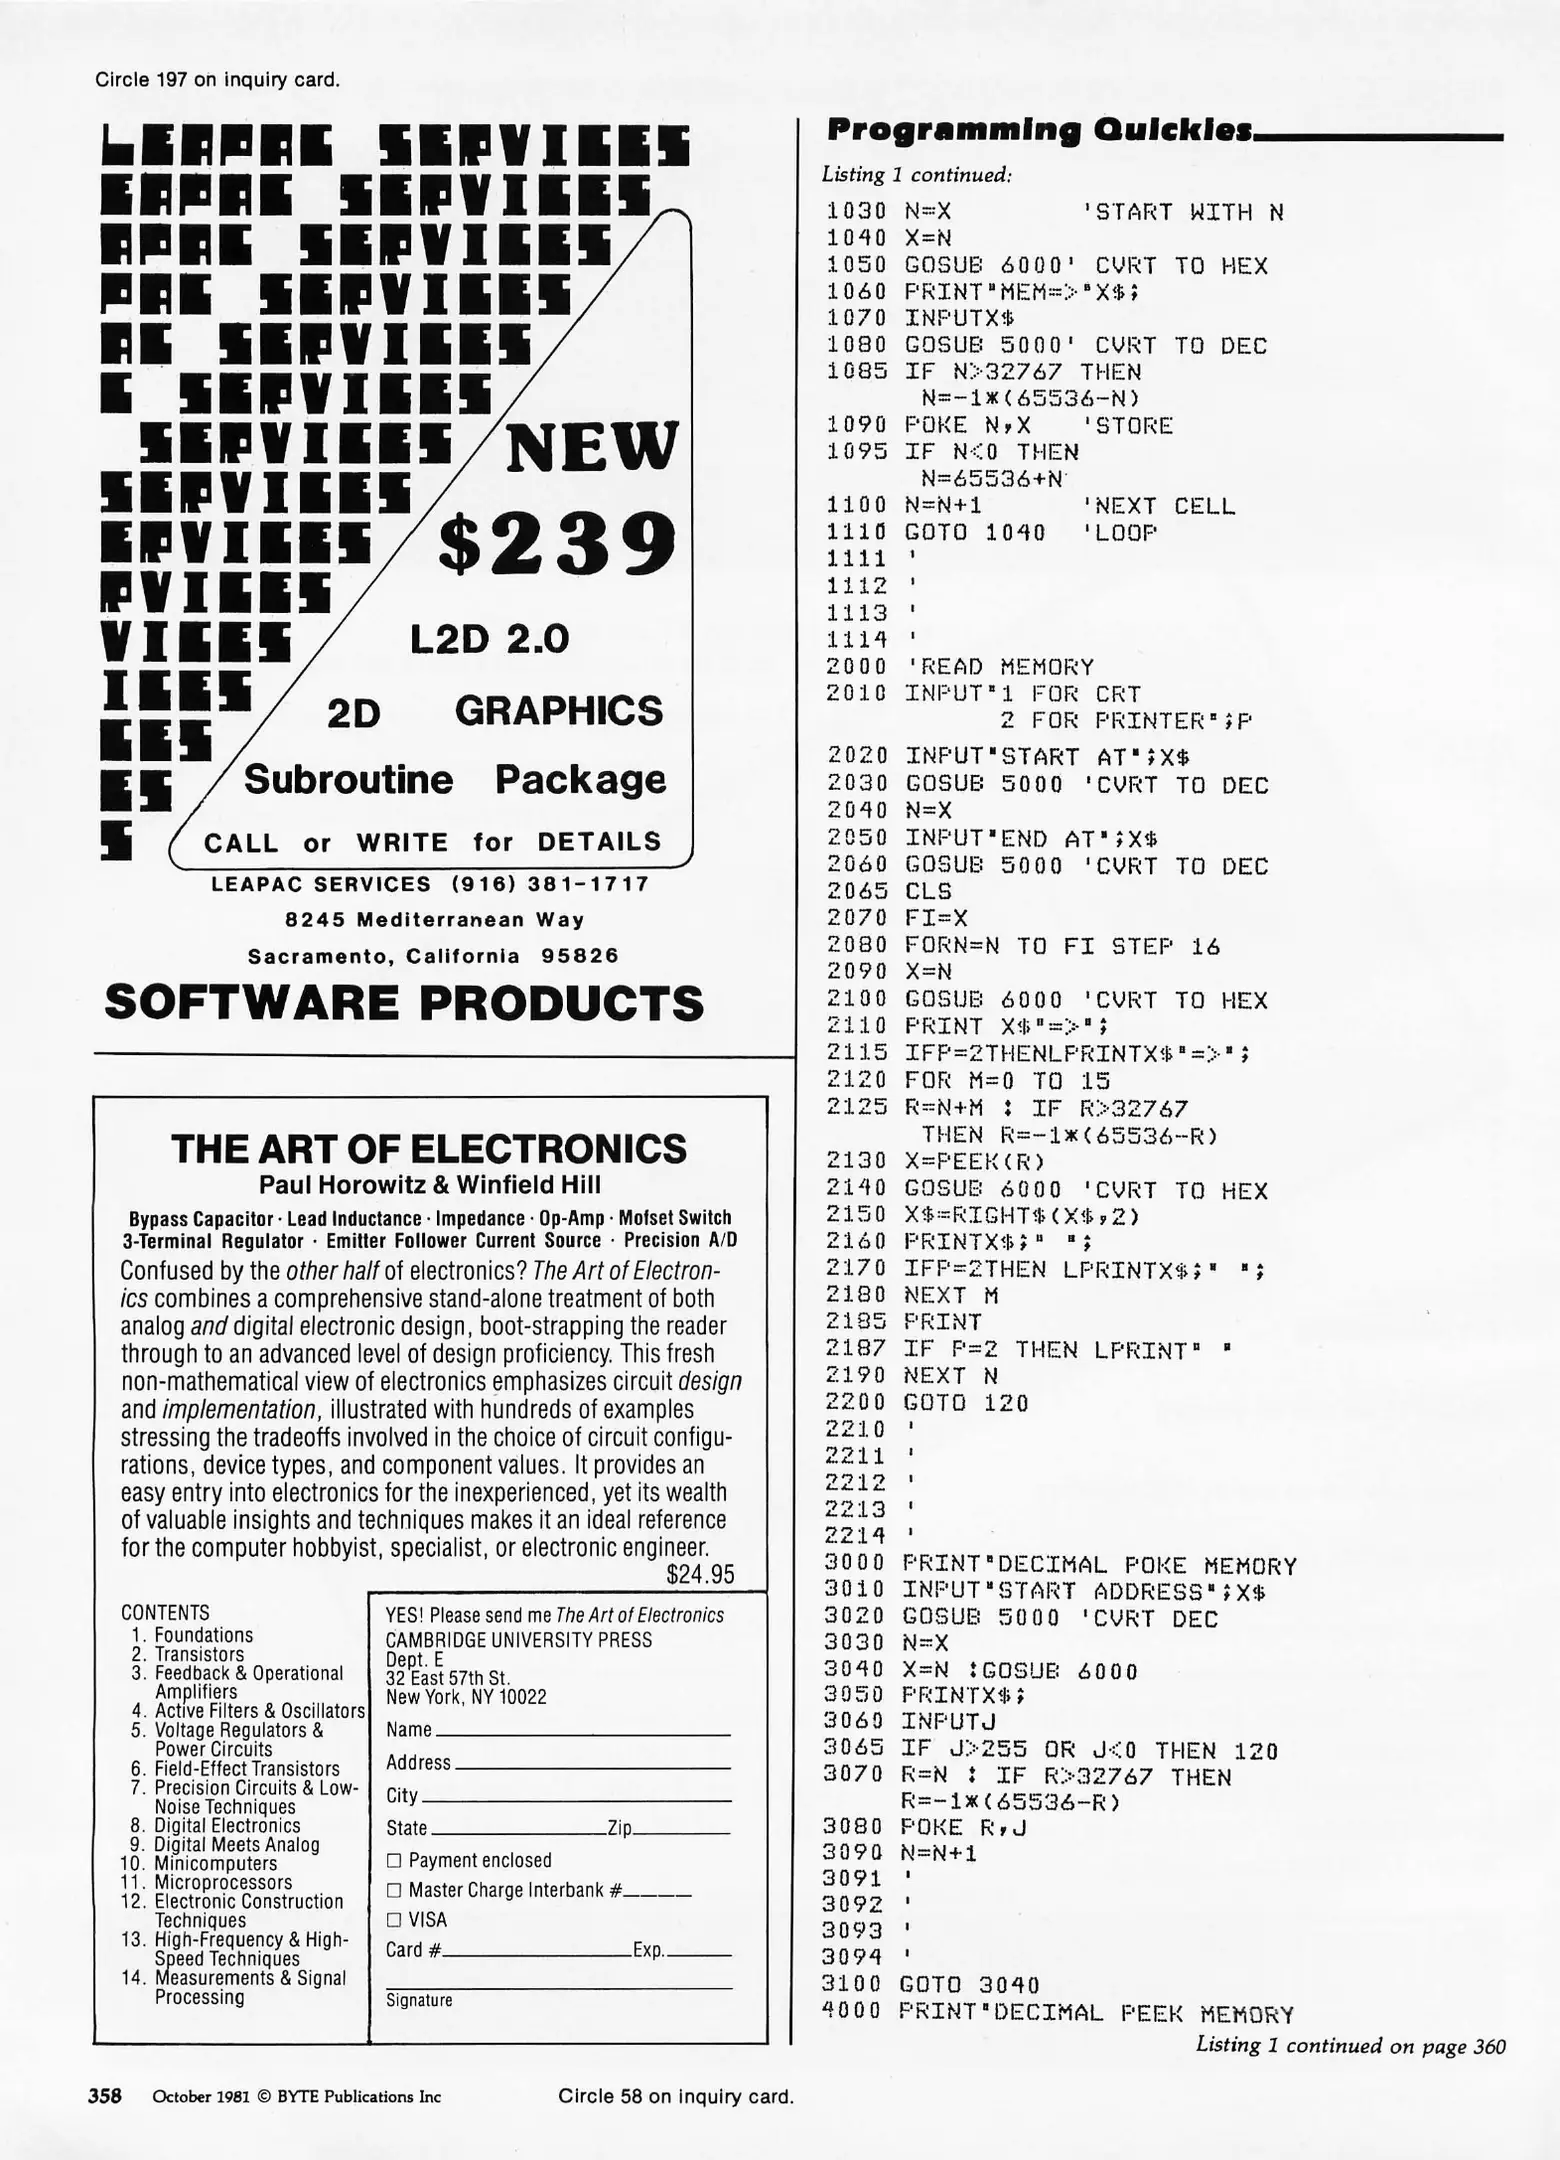 Circle 197 on inquiry card.
LEAPAC SERVICES
EAPAC SERVICES
APAC SERVICES
PAC SERVICES
AC SERVICES
C SERVICES
SERVICES
SERVICES
ERVICES
RVICES
VICES
ICES
CES
ES
S
NEW
$239
L2D 2.0
2D GRAPHICS
Subroutine Package
CALL or WRITE for DETAILS
LEAPAC SERVICES (916) 381-1717
8245 Mediterranean Way
Sacramento, California 95826
SOFTWARE PRODUCTS
THE ART OF ELECTRONICS
Paul Horowitz & Winfield Hill
Bypass Capacitor · Lead Inductance · Impedance · Op-Amp · Mofset Switch
3-Terminal Regulator · Emitter Follower Current Source · Precision A/D
Confused by the other half of electronics? The Art of Electron-
ics combines a comprehensive stand-alone treatment of both
analog and digital electronic design, boot-strapping the reader
through to an advanced level of design proficiency. This fresh
non-mathematical view of electronics emphasizes circuit design
and implementation, illustrated with hundreds of examples
stressing the tradeoffs involved in the choice of circuit configu-
rations, device types, and component values. It provides an
easy entry into electronics for the inexperienced, yet its wealth
of valuable insights and techniques makes it an ideal reference
for the computer hobbyist, specialist, or electronic engineer.
$24.95
CONTENTS
1. Foundations
2. Transistors
3. Feedback & Operational
Amplifiers
4. Active Filters & Oscillators
5. Voltage Regulators &
Power Circuits
6. Field-Effect Transistors
7. Precision Circuits & Low-
Noise Techniques
8. Digital Electronics
9. Digital Meets Analog
10. Minicomputers
11. Microprocessors
12. Electronic Construction
Techniques
13. High-Frequency & High-
Speed Techniques
14. Measurements & Signal
Processing
YES! Please send me The Art of Electronics
CAMBRIDGE UNIVERSITY PRESS
Dept. E
32 East 57th St.
New York, NY 10022
Name
Address
City
State Zip
□ Payment enclosed
□ Master Charge Interbank #
□ VISA
Card # Exp.
Signature
Programming Quickies
Listing 1 continued:
1030 N=X 'START WITH N
1040 X=N
1050 GOSUB 6000' CVRT TO HEX
1060 PRINT"MEM=>"X$;
1070 INPUTX$
1080 GOSUB 5000' CVRT TO DEC
1085 IF N>32767 THEN
N=-1*(65536-N)
1090 POKE N,X 'STORE
1095 IF N<0 THEN
N=65536+N
1100 N=N+1 'NEXT CELL
1110 GOTO 1040 'LOOP
1111 '
1112 '
1113 '
1114 '
2000 'READ MEMORY
2010 INPUT"1 FOR CRT
2 FOR PRINTER";P
2020 INPUT"START AT";X$
2030 GOSUB 5000 'CVRT TO DEC
2040 N=X
2050 INPUT"END AT";X$
2060 GOSUB 5000 'CVRT TO DEC
2065 CLS
2070 FI=X
2080 FORN=N TO FI STEP 16
2090 X=N
2100 GOSUB 6000 'CVRT TO HEX
2110 PRINT X$"=>";
2115 IFP=2THENLPRINTX$"=>";
2120 FOR M=0 TO 15
2125 R=N+M : IF R>32767
THEN R=-1*(65536-R)
2130 X=PEEK(R)
2140 GOSUB 6000 'CVRT TO HEX
2150 X$=RIGHT$(X$,2)
2160 PRINTX$;" ";
2170 IFP=2THEN LPRINTX$;" ";
2180 NEXT M
2185 PRINT
2187 IF P=2 THEN LPRINT" "
2190 NEXT N
2200 GOTO 120
2210 '
2211 '
2212 '
2213 '
2214 '
3000 PRINT"DECIMAL POKE MEMORY
3010 INPUT"START ADDRESS";X$
3020 GOSUB 5000 'CVRT DEC
3030 N=X
3040 X=N :GOSUB 6000
3050 PRINTX$;
3060 INPUTJ
3065 IF J>255 OR J<0 THEN 120
3070 R=N : IF R>32767 THEN
R=-1*(65536-R)
3080 POKE R,J
3090 N=N+1
3091 '
3092 '
3093 '
3094 '
3100 GOTO 3040
4000 PRINT"DECIMAL PEEK MEMORY
Listing 1 continued on page 360
358 October 1981 © BYTE Publications Inc
Circle 58 on inquiry card.